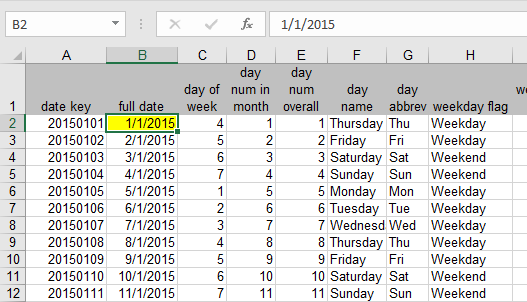 B2 fx 1/1/2015
A B C D E F G H
1 date key full date day of week day num in month day num overall day name day abbrev weekday flag we
2 20150101 1/1/2015 4 1 1 Thursday Thu Weekday
3 20150102 2/1/2015 5 2 2 Friday Fri Weekday
4 20150103 3/1/2015 6 3 3 Saturday Sat Weekend
5 20150104 4/1/2015 7 4 4 Sunday Sun Weekend
6 20150105 5/1/2015 1 5 5 Monday Mon Weekday
7 20150106 6/1/2015 2 6 6 Tuesday Tue Weekday
8 20150107 7/1/2015 3 7 7 Wednesd Wed Weekday
9 20150108 8/1/2015 4 8 8 Thursday Thu Weekday
10 20150109 9/1/2015 5 9 9 Friday Fri Weekday
11 20150110 10/1/2015 6 10 10 Saturday Sat Weekend
12 20150111 11/1/2015 7 11 11 Sunday Sun Weekend